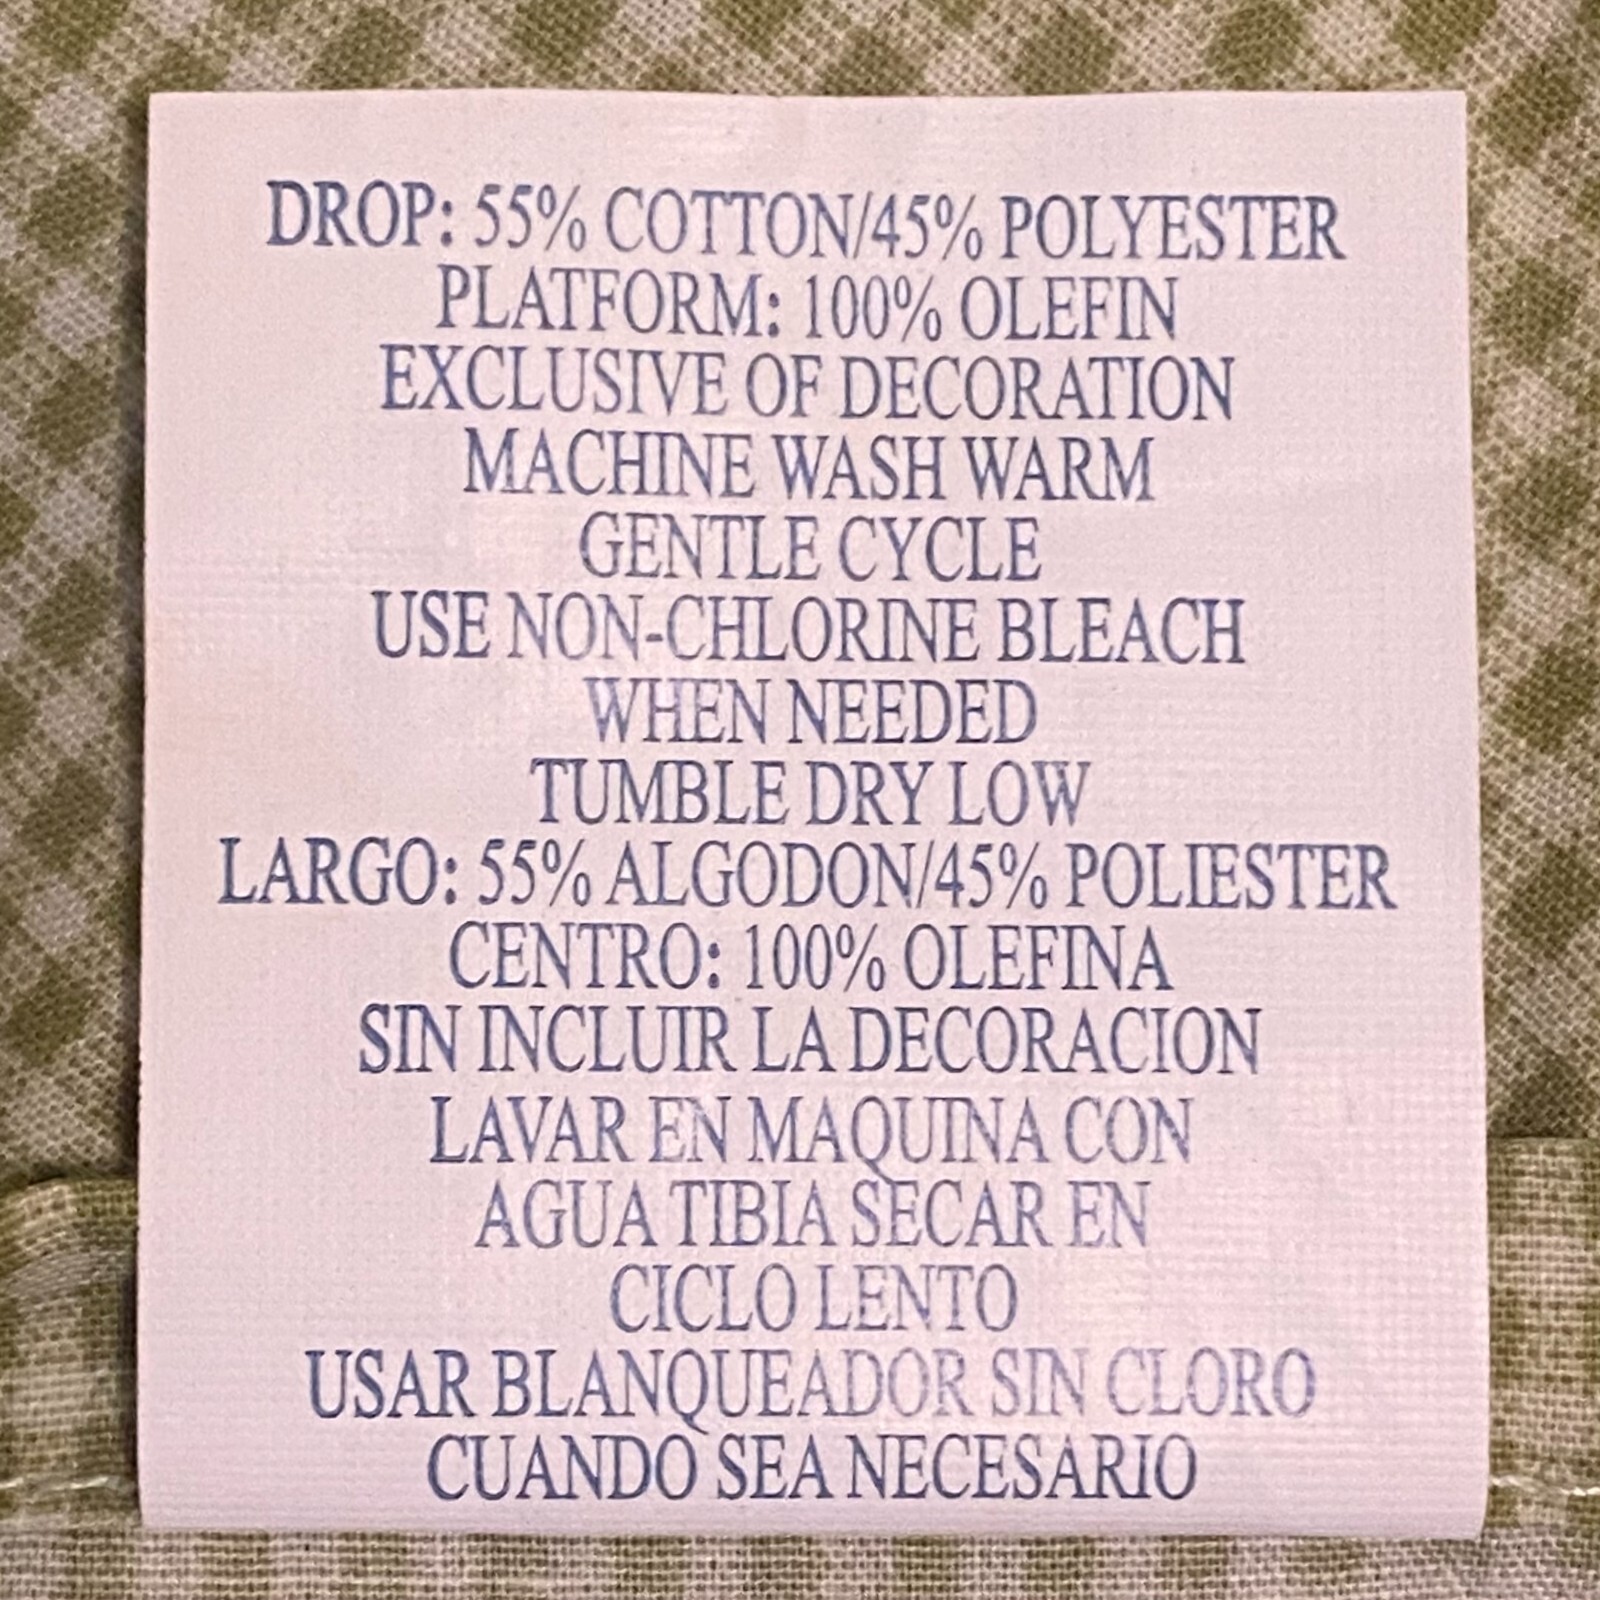 DROP: 55% COTTON/45% POLYESTER
PLATFORM: 100% OLEFIN
EXCLUSIVE OF DECORATION
MACHINE WASH WARM
GENTLE CYCLE
USE NON-CHLORINE BLEACH
WHEN NEEDED
TUMBLE DRY LOW
LARGO: 55% ALGODON/45% POLIESTER
CENTRO: 100% OLEFINA
SIN INCLUIR LA DECORACION
LAVAR EN MAQUINA CON
AGUA TIBIA SECAR EN
CICLO LENTO
USAR BLANQUEADOR SIN CLORO
CUANDO SEA NECESARIO